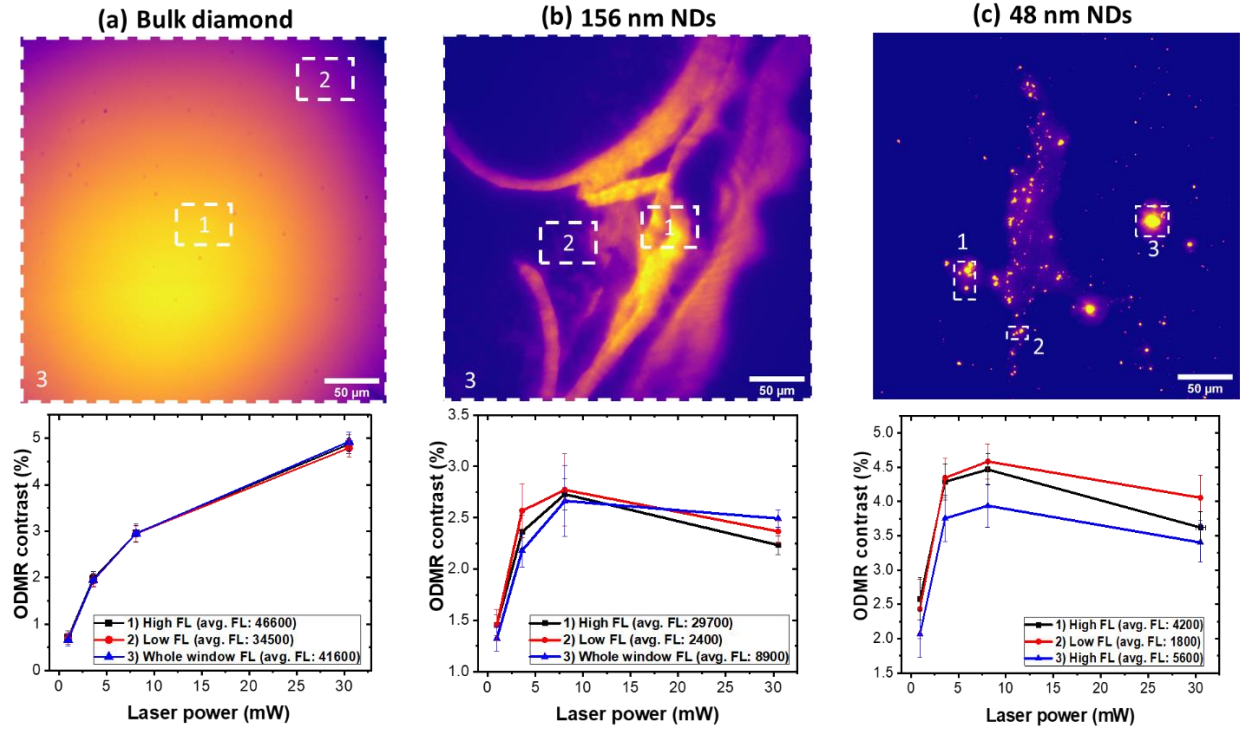 (a) Bulk diamond
2
1
3
50 µm
ODMR contrast (%)
5
4
3
2
1
0
1) High FL (avg. FL: 46600)
2) Low FL (avg. FL: 34500)
3) Whole window FL (avg. FL: 41600)
0 5 10 15 20 25 30
Laser power (mW)
(b) 156 nm NDs
2
1
3
50 µm
ODMR contrast (%)
3.5
3.0
2.5
2.0
1.5
1.0
1) High FL (avg. FL: 29700)
2) Low FL (avg. FL: 2400)
3) Whole window FL (avg. FL: 8900)
0 5 10 15 20 25 30
Laser power (mW)
(c) 48 nm NDs
1
3
2
50 µm
ODMR contrast (%)
5.0
4.5
4.0
3.5
3.0
2.5
2.0
1.5
1) High FL (avg. FL: 4200)
2) Low FL (avg. FL: 1800)
3) High FL (avg. FL: 5600)
0 5 10 15 20 25 30
Laser power (mW)